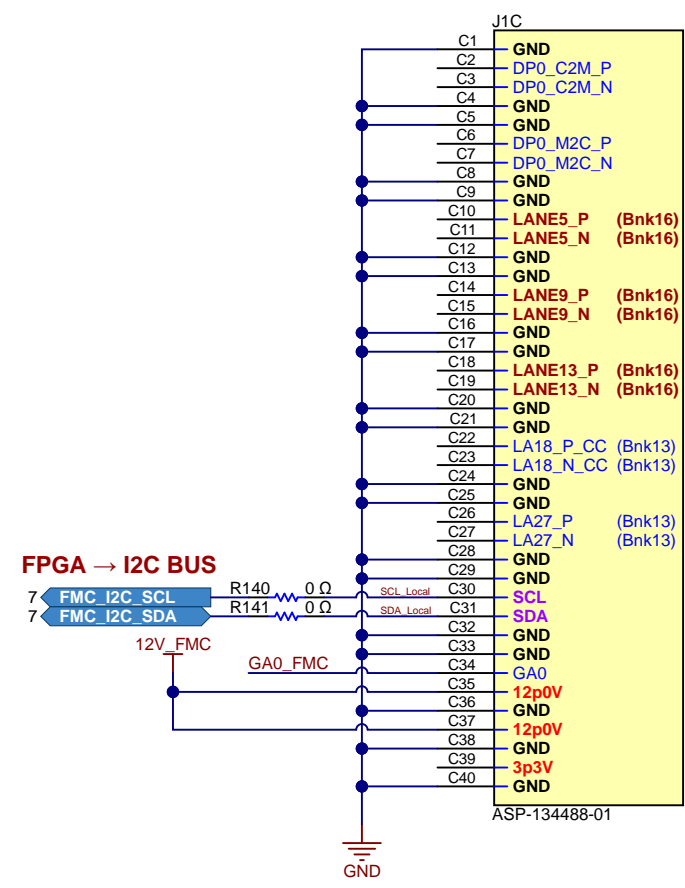 J1C
C1 GND
C2 DP0_C2M_P
C3 DP0_C2M_N
C4 GND
C5 GND
C6 DP0_M2C_P
C7 DP0_M2C_N
C8 GND
C9 GND
C10 LANE5_P (Bnk16)
C11 LANE5_N (Bnk16)
C12 GND
C13 GND
C14 LANE9_P (Bnk16)
C15 LANE9_N (Bnk16)
C16 GND
C17 GND
C18 LANE13_P (Bnk16)
C19 LANE13_N (Bnk16)
C20 GND
C21 GND
C22 LA18_P_CC (Bnk13)
C23 LA18_N_CC (Bnk13)
C24 GND
C25 GND
C26 LA27_P (Bnk13)
C27 LA27_N (Bnk13)
C28 GND
FPGA → I2C BUS
C29 GND
7 FMC_I2C_SCL R140 0 Ω SCL_Local C30 SCL
7 FMC_I2C_SDA R141 0 Ω SDA_Local C31 SDA
C32 GND
12V_FMC
C33 GND
GA0_FMC C34 GA0
C35 12p0V
C36 GND
C37 12p0V
C38 GND
C39 3p3V
C40 GND
ASP-134488-01
GND